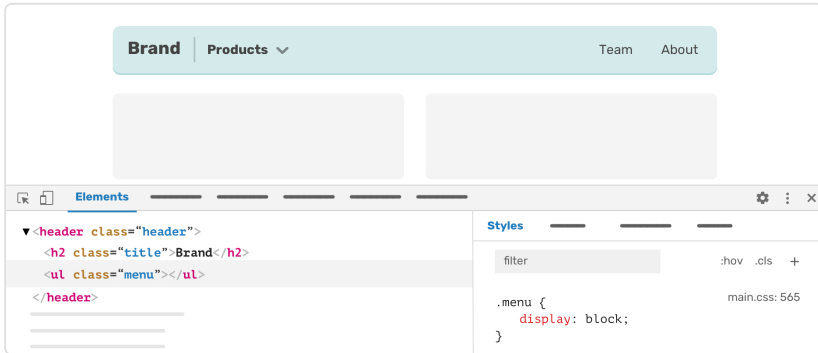 Brand Products Team About
Elements
<header class="header">
<h2 class="title">Brand</h2>
<ul class="menu"></ul>
</header>
Styles
filter :hov .cls +
.menu { main.css: 565
display: block;
}